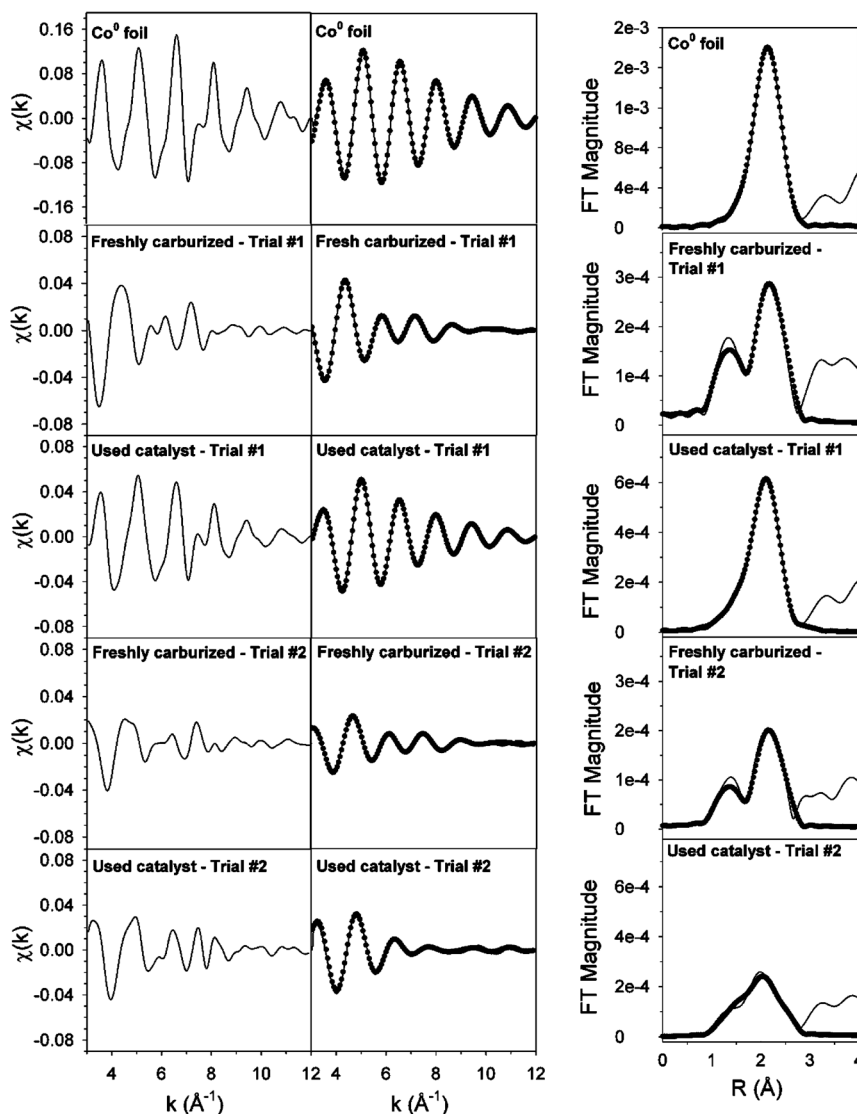 Co⁰ foil
0.16
0.08
0.00
-0.08
-0.16
χ(k)
Co⁰ foil
Freshly carburized - Trial #1
0.08
0.04
0.00
-0.04
-0.08
χ(k)
Fresh carburized - Trial #1
Used catalyst - Trial #1
0.08
0.04
0.00
-0.04
-0.08
χ(k)
Used catalyst - Trial #1
Freshly carburized - Trial #2
0.08
0.04
0.00
-0.04
-0.08
χ(k)
Freshly carburized - Trial #2
Used catalyst - Trial #2
0.08
0.04
0.00
-0.04
-0.08
χ(k)
Used catalyst - Trial #2
4 6 8 10 12 4 6 8 10 12
k (Å⁻¹)
k (Å⁻¹)
Co⁰ foil
2e-3
2e-3
1e-3
8e-4
4e-4
0
FT Magnitude
Freshly carburized -
Trial #1
3e-4
2e-4
1e-4
0
FT Magnitude
Used catalyst - Trial #1
6e-4
4e-4
2e-4
0
FT Magnitude
Freshly carburized -
Trial #2
3e-4
2e-4
1e-4
0
FT Magnitude
Used catalyst - Trial #2
6e-4
4e-4
2e-4
0
FT Magnitude
0 1 2 3 4
R (Å)